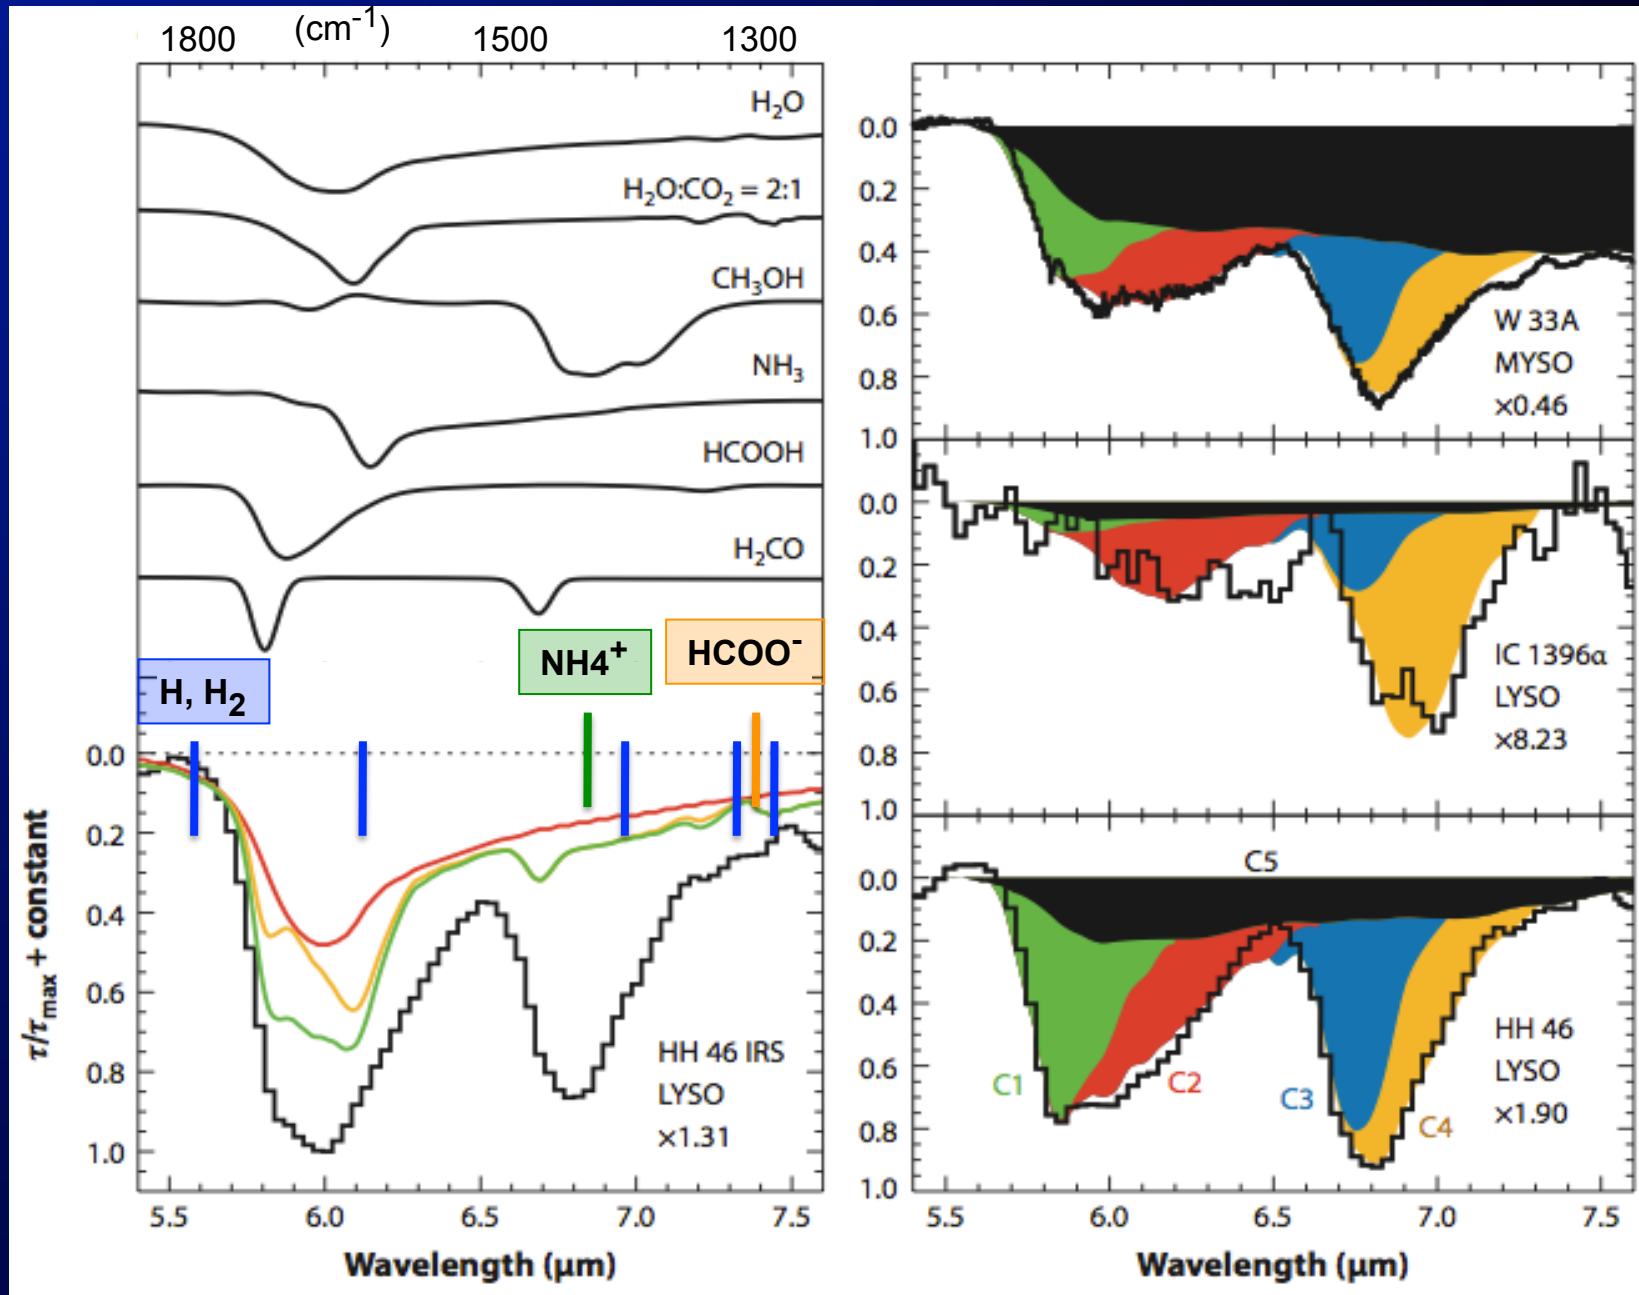 1800 (cm⁻¹) 1500 1300
H₂O
H₂O:CO₂ = 2:1
CH₃OH
NH₃
HCOOH
H₂CO
H, H₂
NH4⁺
HCOO⁻
0.0
0.2
0.4
0.6
0.8
1.0
τ/τmax + constant
HH 46 IRS
LYSO
×1.31
5.5 6.0 6.5 7.0 7.5
Wavelength (µm)
0.0
0.2
0.4
0.6
0.8
1.0
W 33A
MYSO
×0.46
0.0
0.2
0.4
0.6
0.8
1.0
IC 1396α
LYSO
×8.23
0.0
0.2
0.4
0.6
0.8
1.0
C5
C1
C2
C3
C4
HH 46
LYSO
×1.90
5.5 6.0 6.5 7.0 7.5
Wavelength (µm)